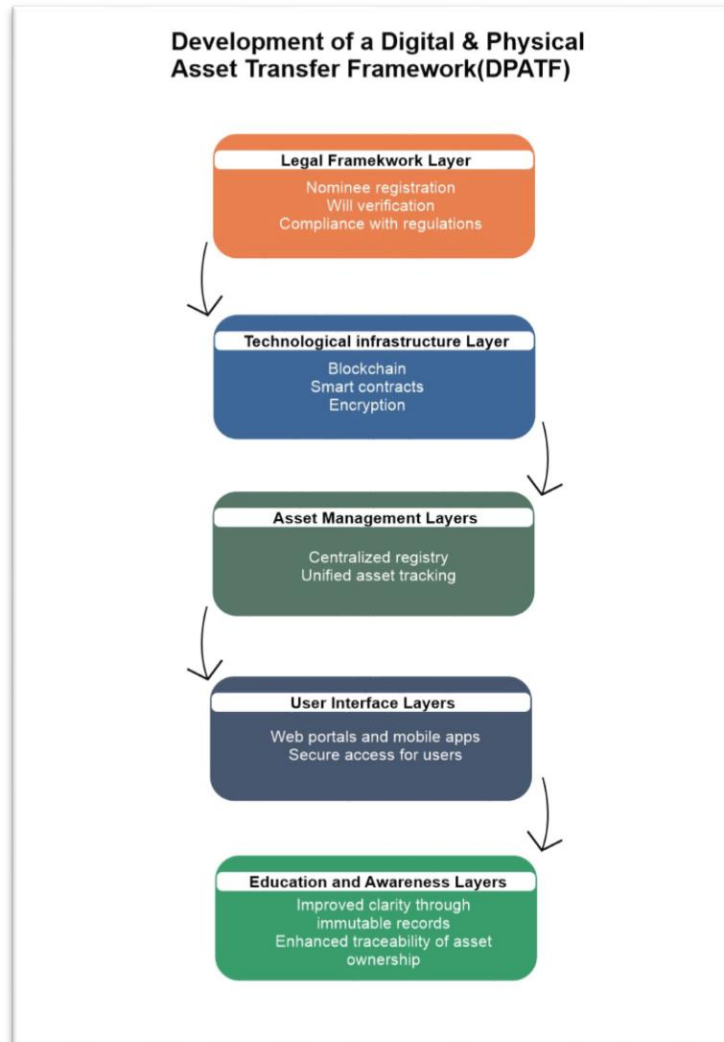 Development of a Digital & Physical
Asset Transfer Framework(DPATF)
Legal Framekwork Layer
Nominee registration
Will verification
Compliance with regulations
Technological infrastructure Layer
Blockchain
Smart contracts
Encryption
Asset Management Layers
Centralized registry
Unified asset tracking
User Interface Layers
Web portals and mobile apps
Secure access for users
Education and Awareness Layers
Improved clarity through
immutable records
Enhanced traceability of asset
ownership